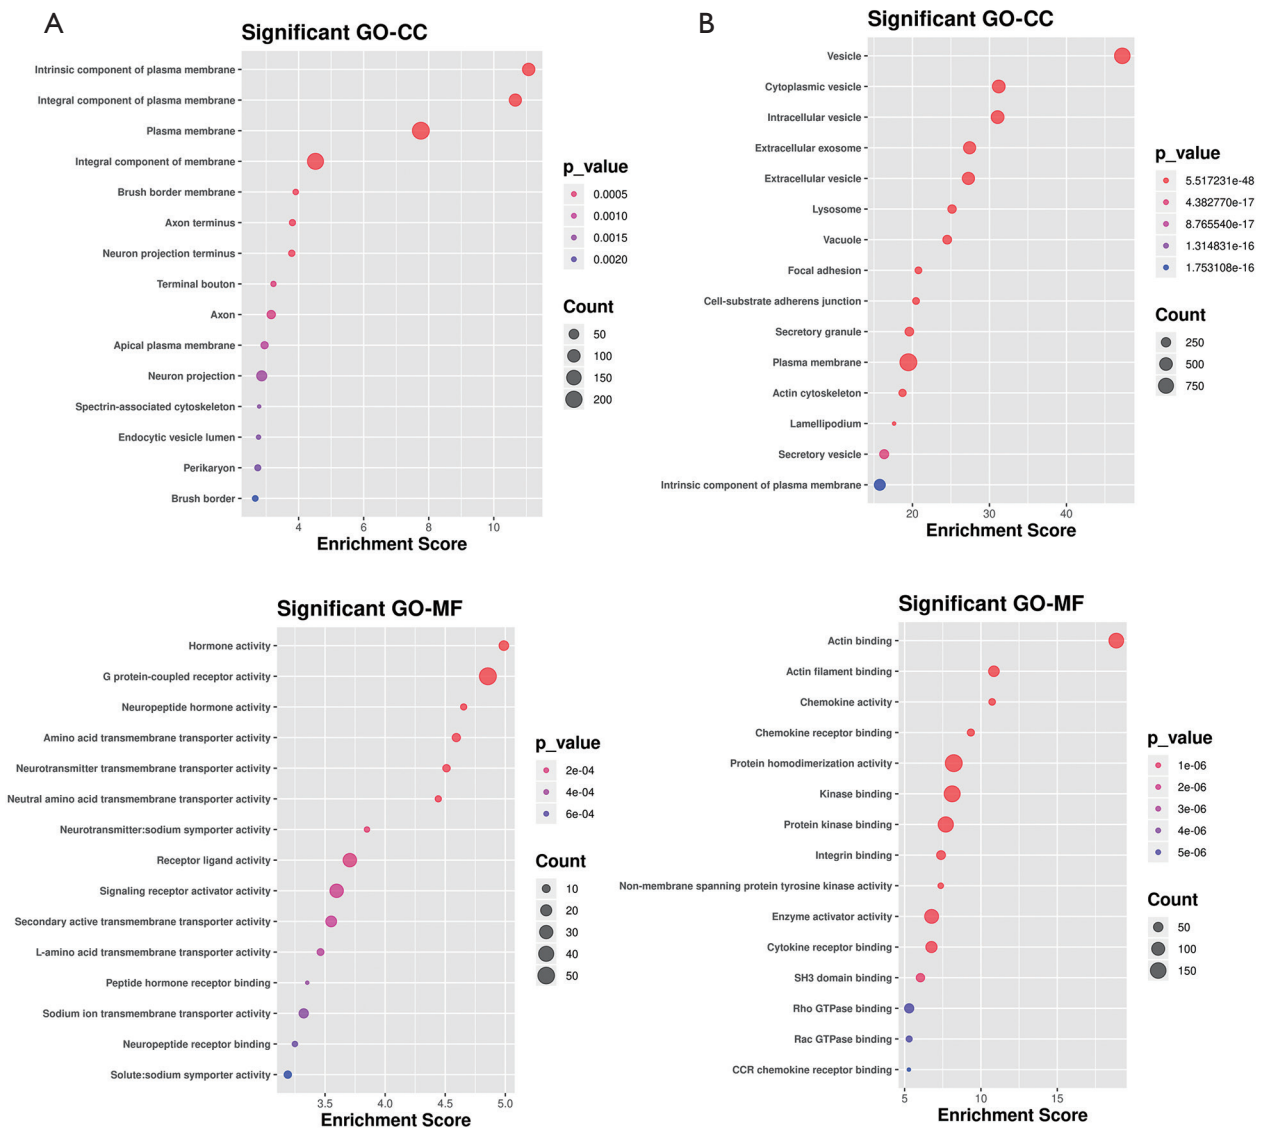 A
Significant GO-CC
Intrinsic component of plasma membrane
Integral component of plasma membrane
Plasma membrane
Integral component of membrane
Brush border membrane
Axon terminus
Neuron projection terminus
Terminal bouton
Axon
Apical plasma membrane
Neuron projection
Spectrin-associated cytoskeleton
Endocytic vesicle lumen
Perikaryon
Brush border
4 6 8 10
Enrichment Score
p_value
0.0005
0.0010
0.0015
0.0020
Count
50
100
150
200
B
Significant GO-CC
Vesicle
Cytoplasmic vesicle
Intracellular vesicle
Extracellular exosome
Extracellular vesicle
Lysosome
Vacuole
Focal adhesion
Cell-substrate adherens junction
Secretory granule
Plasma membrane
Actin cytoskeleton
Lamellipodium
Secretory vesicle
Intrinsic component of plasma membrane
20 30 40
Enrichment Score
p_value
5.517231e-48
4.382770e-17
8.765540e-17
1.314831e-16
1.753108e-16
Count
250
500
750
Significant GO-MF
Hormone activity
G protein-coupled receptor activity
Neuropeptide hormone activity
Amino acid transmembrane transporter activity
Neurotransmitter transmembrane transporter activity
Neutral amino acid transmembrane transporter activity
Neurotransmitter:sodium symporter activity
Receptor ligand activity
Signaling receptor activator activity
Secondary active transmembrane transporter activity
L-amino acid transmembrane transporter activity
Peptide hormone receptor binding
Sodium ion transmembrane transporter activity
Neuropeptide receptor binding
Solute:sodium symporter activity
3.5 4.0 4.5 5.0
Enrichment Score
p_value
2e-04
4e-04
6e-04
Count
10
20
30
40
50
Significant GO-MF
Actin binding
Actin filament binding
Chemokine activity
Chemokine receptor binding
Protein homodimerization activity
Kinase binding
Protein kinase binding
Integrin binding
Non-membrane spanning protein tyrosine kinase activity
Enzyme activator activity
Cytokine receptor binding
SH3 domain binding
Rho GTPase binding
Rac GTPase binding
CCR chemokine receptor binding
5 10 15
Enrichment Score
p_value
1e-06
2e-06
3e-06
4e-06
5e-06
Count
50
100
150